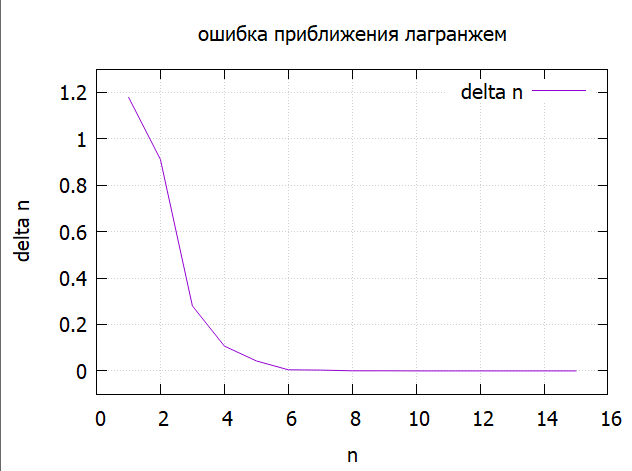 ошибка приближения лагранжем
delta n
1.2
1
0.8
0.6
0.4
0.2
0
delta n
0 2 4 6 8 10 12 14 16
n